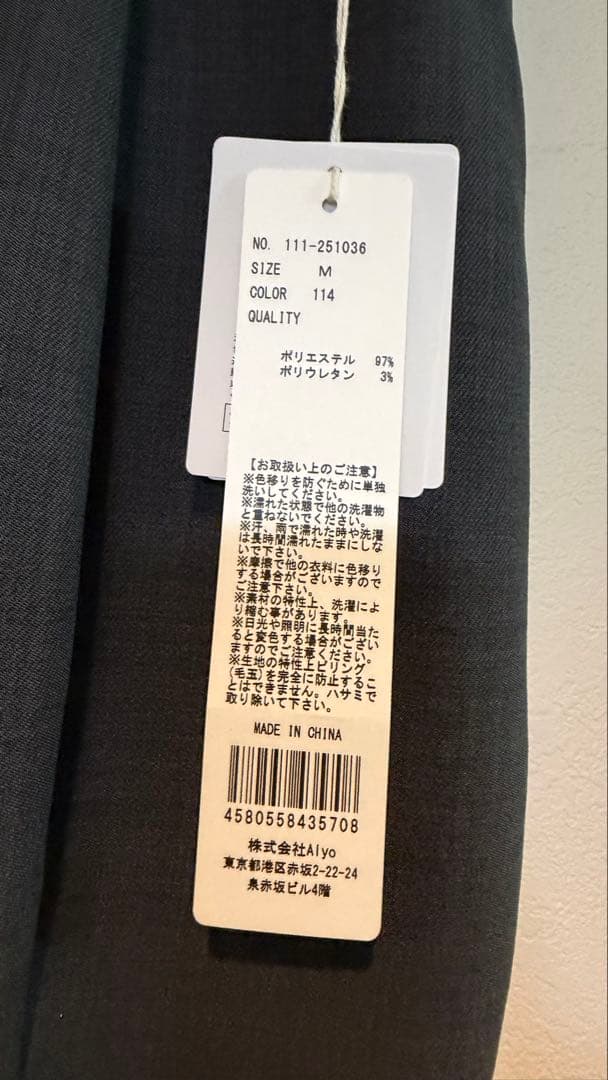 NO. 111-251036
SIZE M
COLOR 114
QUALITY
ポリエステル 97%
ポリウレタン 3%
【お取扱い上のご注意】
※色移りを防ぐために単独
洗いしてください。
※濡れた状態で他の洗濯物
と重ねないでください。
※汗、雨で濡れた時や洗濯
は長時間濡れたままにしな
いで下さい。
※摩擦で他の衣料に色移り
する場合がございますので
ご注意下さい。
※素材の特性上、洗濯によ
り縮む事があります。
※日光や照明に長時間当た
ると変色する場合がござい
ますのでご注意ください。
※生地の特性上ピリング
(毛玉)を完全に防止するこ
とはできません。ハサミで
取り除いて下さい。
MADE IN CHINA
4580558435708
株式会社Alyo
東京都港区赤坂2-22-24
泉赤坂ビル4階